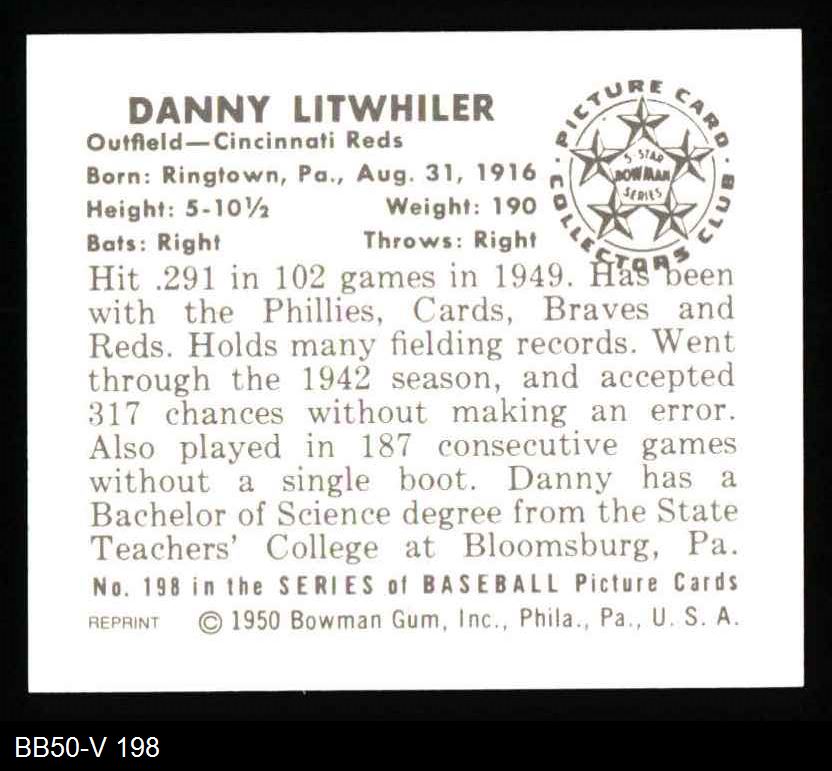 DANNY LITWHILER
Outfield—Cincinnati Reds
Born: Ringtown, Pa., Aug. 31, 1916
Height: 5-10½ Weight: 190
Bats: Right Throws: Right
· PICTURE CARD ·
COLLECTORS CLUB
5 STAR
BOWMAN
SERIES
Hit .291 in 102 games in 1949. Has been
with the Phillies, Cards, Braves and
Reds. Holds many fielding records. Went
through the 1942 season, and accepted
317 chances without making an error.
Also played in 187 consecutive games
without a single boot. Danny has a
Bachelor of Science degree from the State
Teachers' College at Bloomsburg, Pa.
No. 198 in the SERIES of BASEBALL Picture Cards
REPRINT © 1950 Bowman Gum, Inc., Phila., Pa., U. S. A.
BB50-V 198